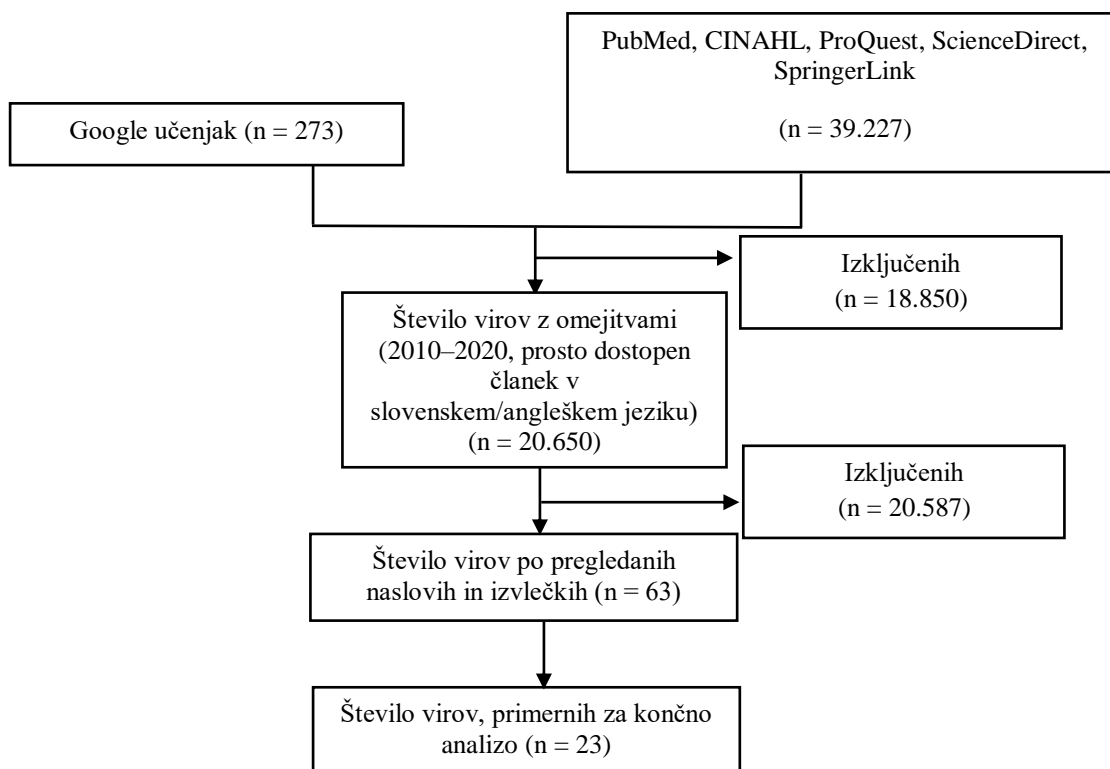 PubMed, CINAHL, ProQuest, ScienceDirect,
SpringerLink
(n = 39.227)
Google učenjak (n = 273)
Izključenih
(n = 18.850)
Število virov z omejitvami
(2010–2020, prosto dostopen
članek v
slovenskem/angleškem jeziku)
(n = 20.650)
Izključenih
(n = 20.587)
Število virov po pregledanih
naslovih in izvlečkih (n = 63)
Število virov, primernih za končno
analizo (n = 23)